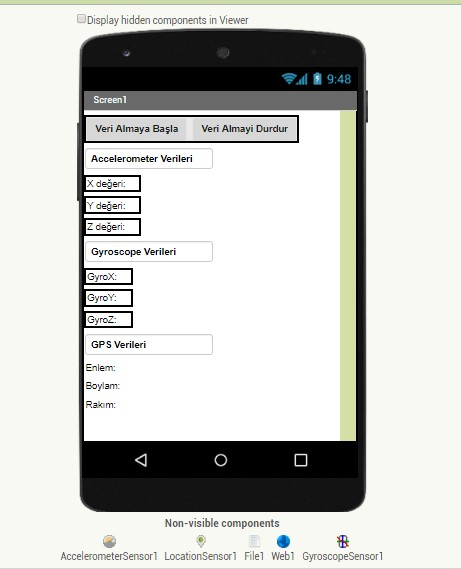 Display hidden components in Viewer
9:48
Screen1
Veri Almaya Başla Veri Almayi Durdur
Accelerometer Verileri
X değeri:
Y değeri:
Z değeri:
Gyroscope Verileri
GyroX:
GyroY:
GyroZ:
GPS Verileri
Enlem:
Boylam:
Rakım:
Non-visible components
AccelerometerSensor1 LocationSensor1 File1 Web1 GyroscopeSensor1